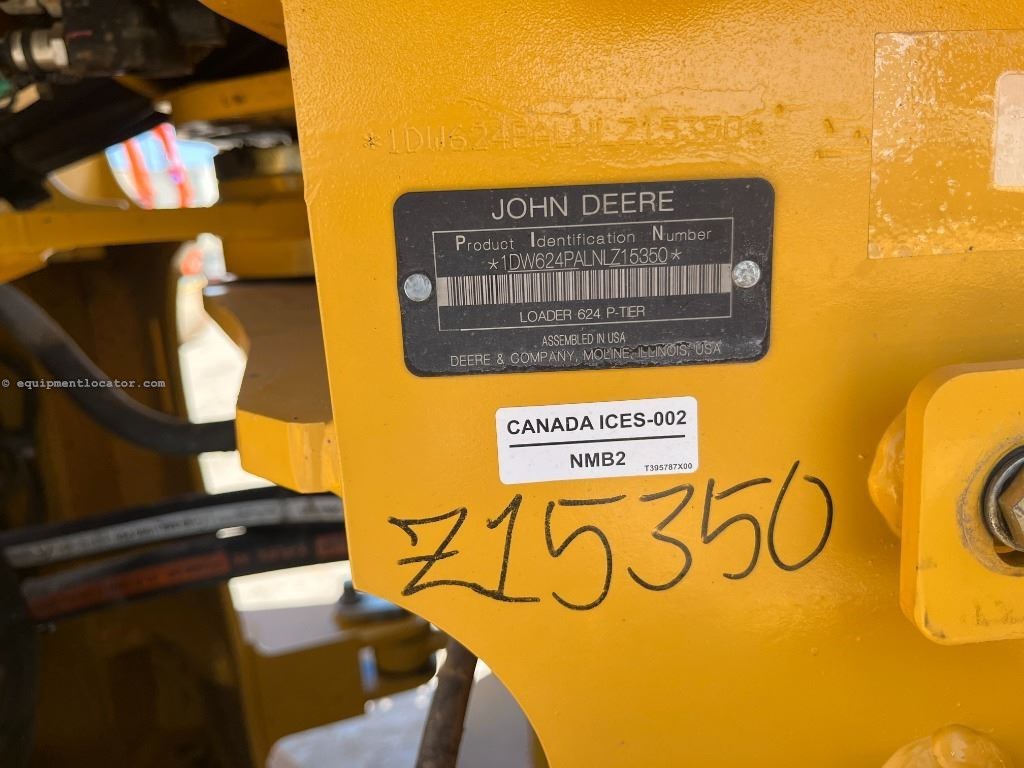 *1DW624PALNLZ15350*
JOHN DEERE
Product Identification Number
*1DW624PALNLZ15350*
LOADER 624 P-TIER
ASSEMBLED IN USA
DEERE & COMPANY, MOLINE, ILLINOIS, USA
© equipmentlocator.com
CANADA ICES-002
NMB2
T395787X00
Z15350